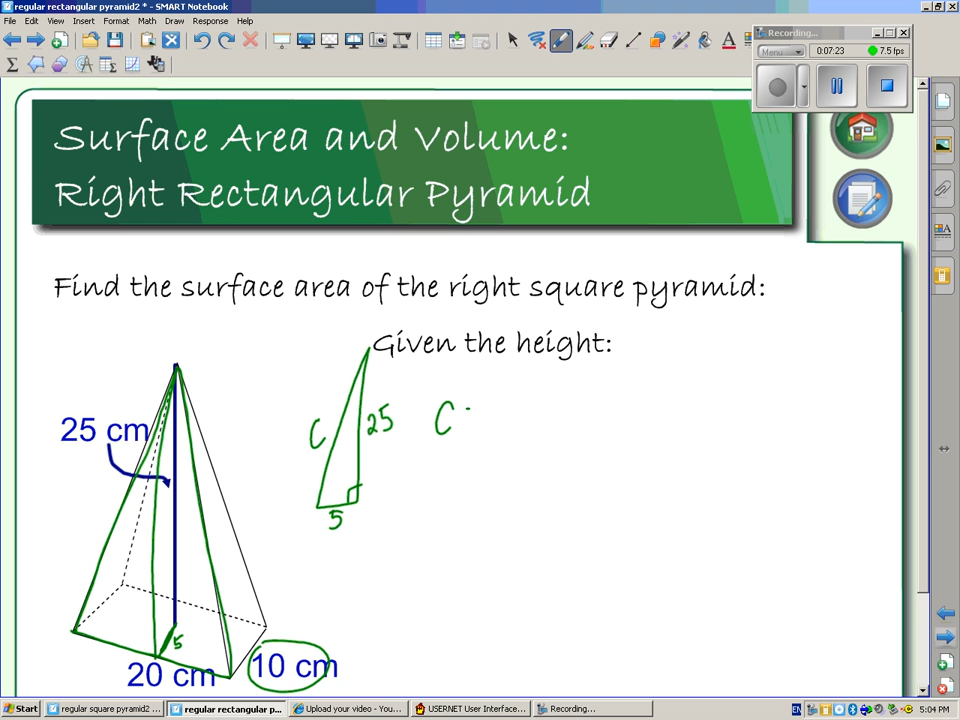 regular rectangular pyramid2 * - SMART Notebook
File Edit View Insert Format Math Draw Response Help
Recording...
Menu
0:07:23
7.5 fps
Surface Area and Volume:
Right Rectangular Pyramid
Find the surface area of the right square pyramid:
Given the height:
25 cm
C
25
C
5
5
20 cm
10 cm
Start
regular square pyramid2 ...
regular rectangular p...
Upload your video - You...
USERNET User Interface...
Recording...
EN
5:04 PM